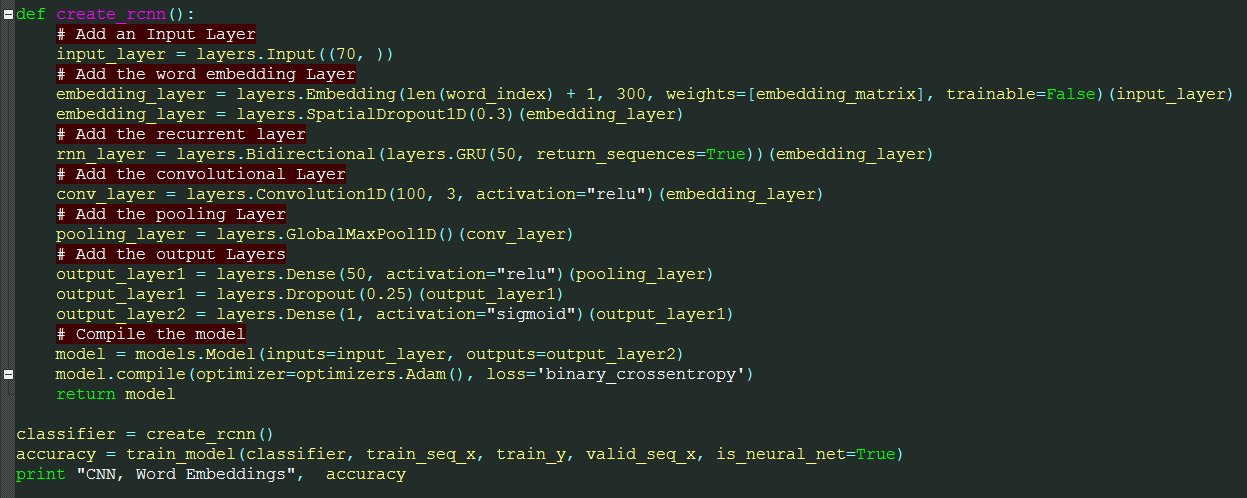 def create_rcnn():
    # Add an Input Layer
    input_layer = layers.Input((70, ))
    # Add the word embedding Layer
    embedding_layer = layers.Embedding(len(word_index) + 1, 300, weights=[embedding_matrix], trainable=False)(input_layer)
    embedding_layer = layers.SpatialDropout1D(0.3)(embedding_layer)
    # Add the recurrent layer
    rnn_layer = layers.Bidirectional(layers.GRU(50, return_sequences=True))(embedding_layer)
    # Add the convolutional Layer
    conv_layer = layers.Convolution1D(100, 3, activation="relu")(embedding_layer)
    # Add the pooling Layer
    pooling_layer = layers.GlobalMaxPool1D()(conv_layer)
    # Add the output Layers
    output_layer1 = layers.Dense(50, activation="relu")(pooling_layer)
    output_layer1 = layers.Dropout(0.25)(output_layer1)
    output_layer2 = layers.Dense(1, activation="sigmoid")(output_layer1)
    # Compile the model
    model = models.Model(inputs=input_layer, outputs=output_layer2)
    model.compile(optimizer=optimizers.Adam(), loss='binary_crossentropy')
    return model
classifier = create_rcnn()
accuracy = train_model(classifier, train_seq_x, train_y, valid_seq_x, is_neural_net=True)
print "CNN, Word Embeddings",  accuracy